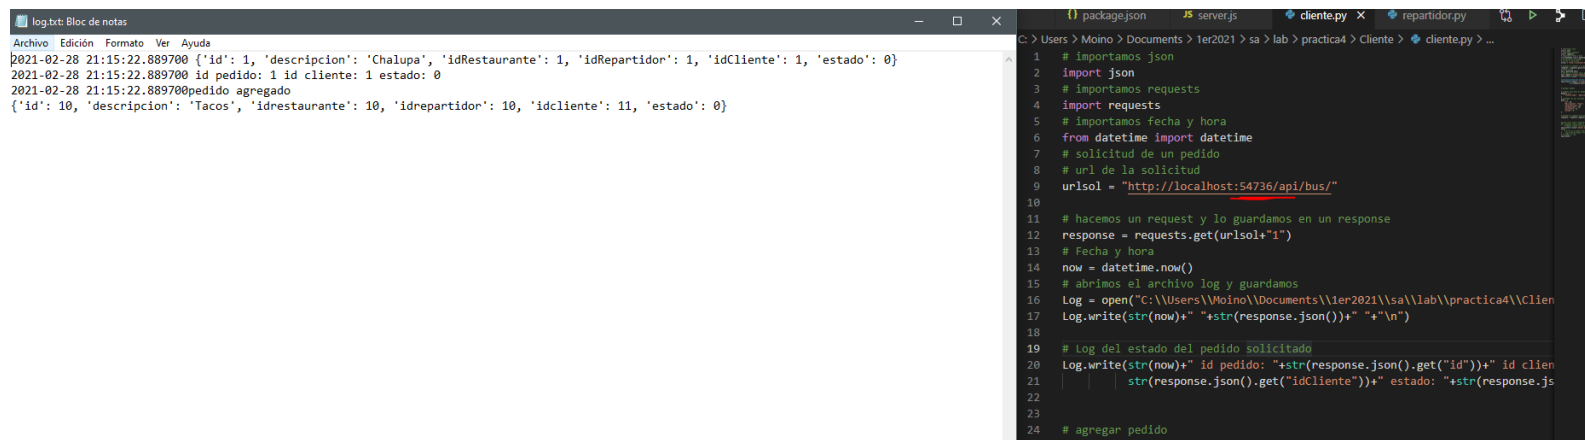 log.txt: Bloc de notas
Archivo Edición Formato Ver Ayuda
2021-02-28 21:15:22.889700 {'id': 1, 'descripcion': 'Chalupa', 'idRestaurante': 1, 'idRepartidor': 1, 'idCliente': 1, 'estado': 0}
2021-02-28 21:15:22.889700 id pedido: 1 id cliente: 1 estado: 0
2021-02-28 21:15:22.889700pedido agregado
{'id': 10, 'descripcion': 'Tacos', 'idrestaurante': 10, 'idrepartidor': 10, 'idcliente': 11, 'estado': 0}
{} package.json JS server.js cliente.py × repartidor.py
C: > Users > Moino > Documents > 1er2021 > sa > lab > practica4 > Cliente > cliente.py > ...
1 # importamos json
2 import json
3 # importamos requests
4 import requests
5 # importamos fecha y hora
6 from datetime import datetime
7 # solicitud de un pedido
8 # url de la solicitud
9 urlsol = "http://localhost:54736/api/bus/"
10
11 # hacemos un request y lo guardamos en un response
12 response = requests.get(urlsol+"1")
13 # Fecha y hora
14 now = datetime.now()
15 # abrimos el archivo log y guardamos
16 Log = open("C:\\Users\\Moino\\Documents\\1er2021\\sa\\lab\\practica4\\Clien
17 Log.write(str(now)+" "+str(response.json())+" "+"\n")
18
19 # Log del estado del pedido solicitado
20 Log.write(str(now)+" id pedido: "+str(response.json().get("id"))+" id clien
21 str(response.json().get("idCliente"))+" estado: "+str(response.js
22
23
24 # agregar pedido